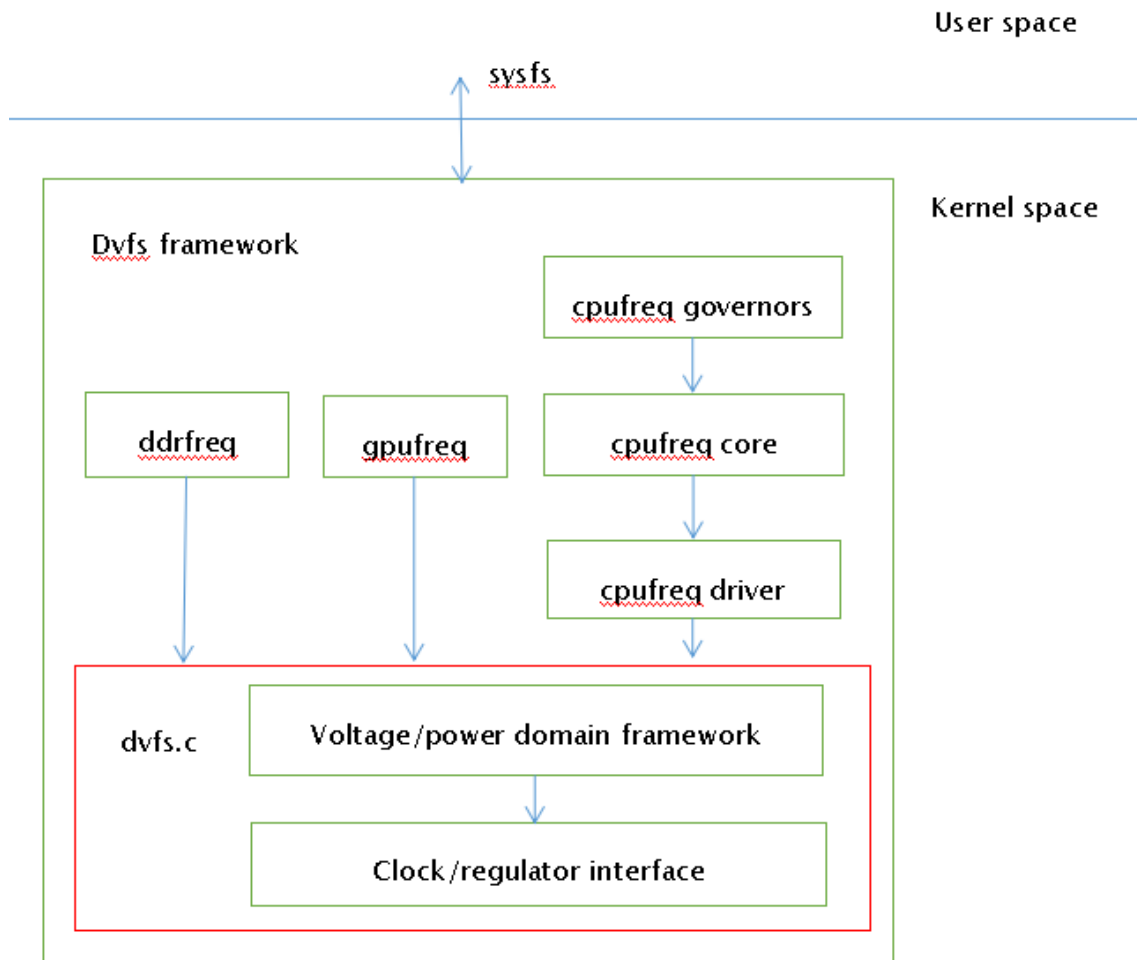 User space
sysfs
Kernel space
Dvfs framework
cpufreq governors
ddrfreq
gpufreq
cpufreq core
cpufreq driver
dvfs.c
Voltage/power domain framework
Clock/regulator interface